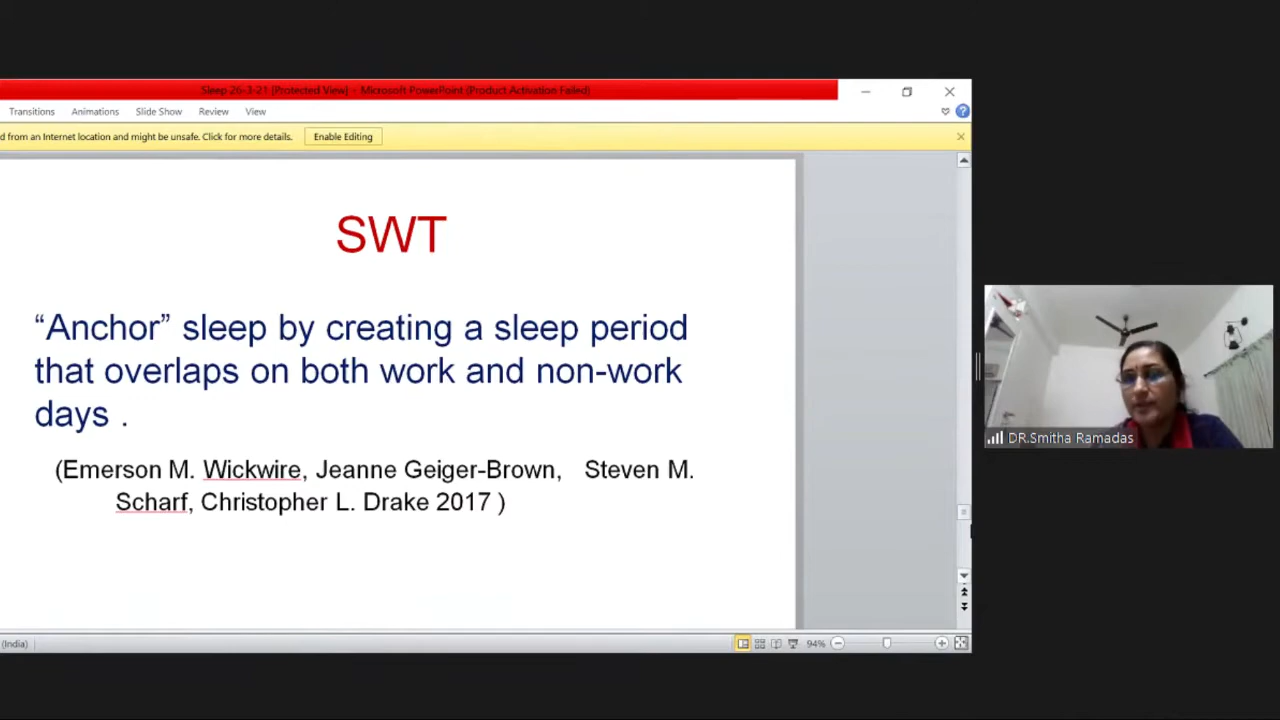 Sleep 26-3-21 [Protected View] - Microsoft PowerPoint (Product Activation Failed)
Transitions Animations Slide Show Review View
d from an Internet location and might be unsafe. Click for more details. Enable Editing
SWT
“Anchor” sleep by creating a sleep period
that overlaps on both work and non-work
days .
(Emerson M. Wickwire, Jeanne Geiger-Brown, Steven M.
Scharf, Christopher L. Drake 2017 )
DR.Smitha Ramadas
(India)
94%